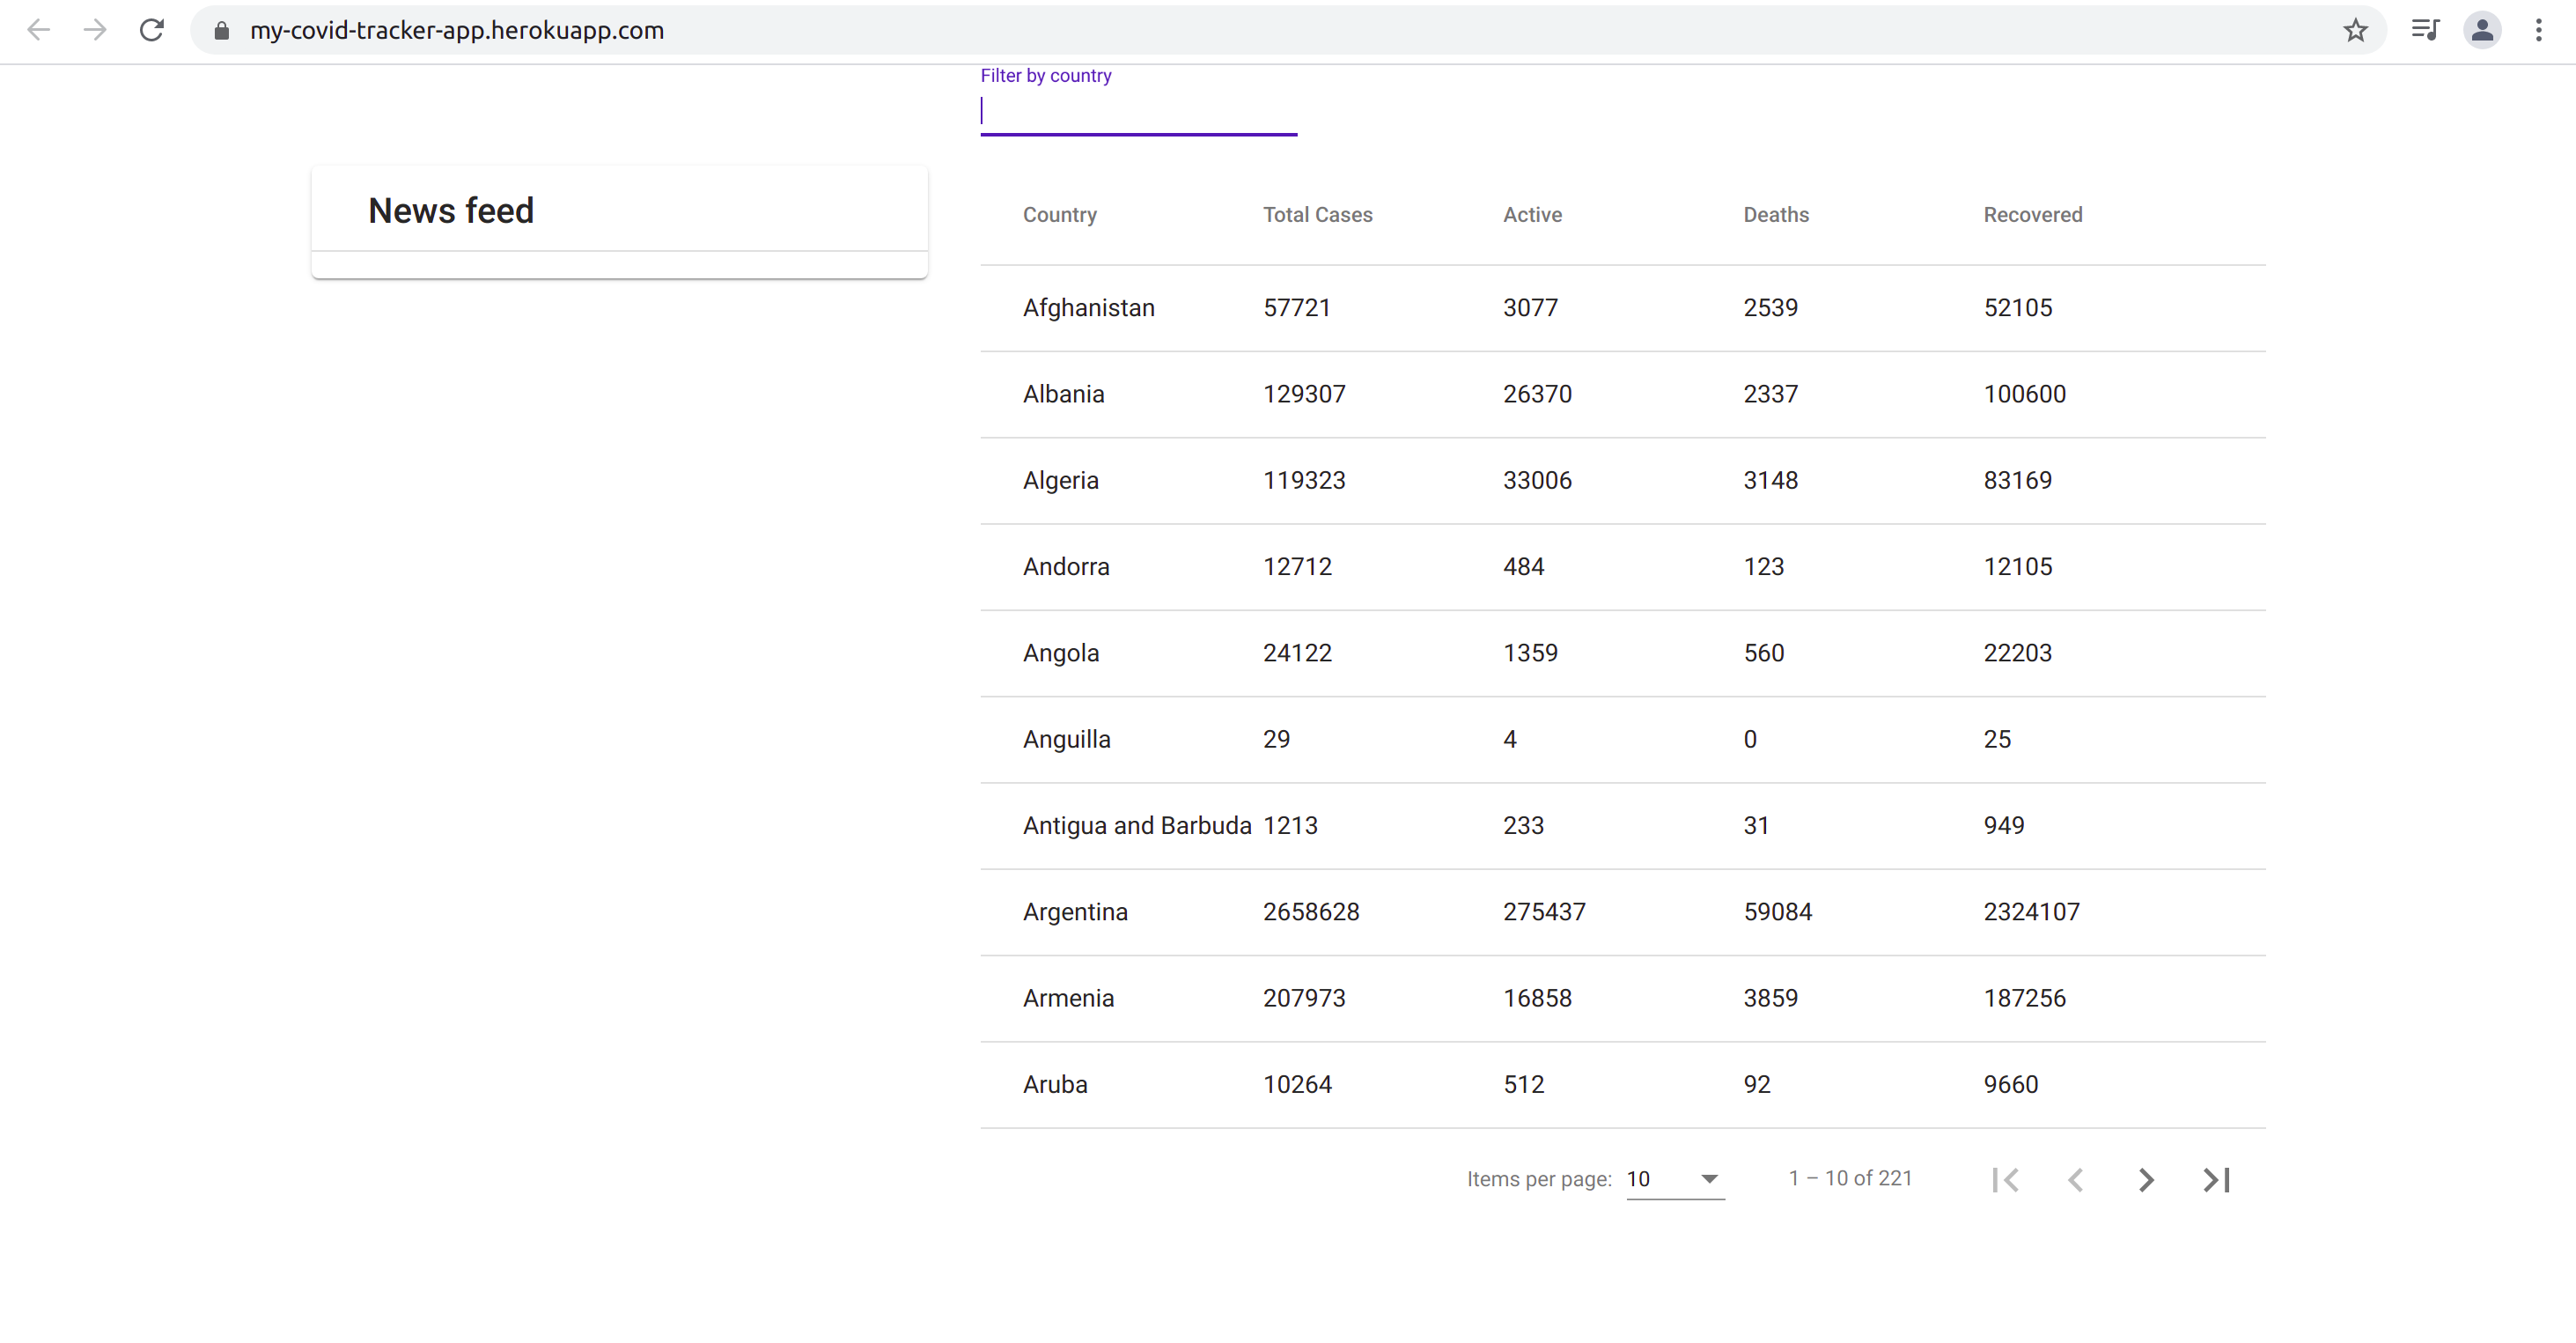 my-covid-tracker-app.herokuapp.com
Filter by country
News feed
Country Total Cases Active Deaths Recovered
Afghanistan 57721 3077 2539 52105
Albania 129307 26370 2337 100600
Algeria 119323 33006 3148 83169
Andorra 12712 484 123 12105
Angola 24122 1359 560 22203
Anguilla 29 4 0 25
Antigua and Barbuda 1213 233 31 949
Argentina 2658628 275437 59084 2324107
Armenia 207973 16858 3859 187256
Aruba 10264 512 92 9660
Items per page: 10 1 – 10 of 221